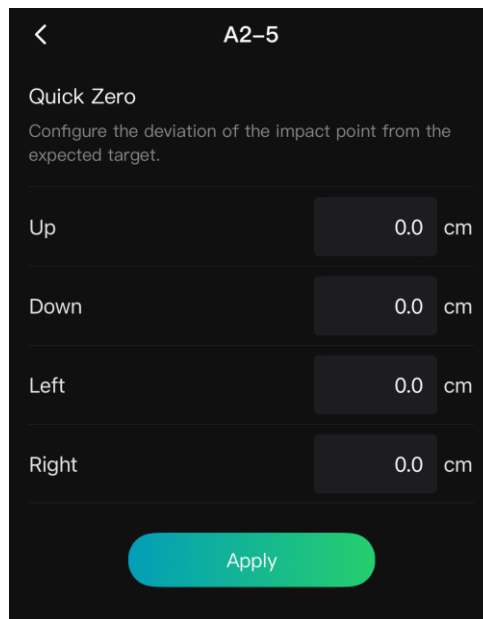 A2-5
Quick Zero
Configure the deviation of the impact point from the
expected target.
Up 0.0 cm
Down 0.0 cm
Left 0.0 cm
Right 0.0 cm
Apply